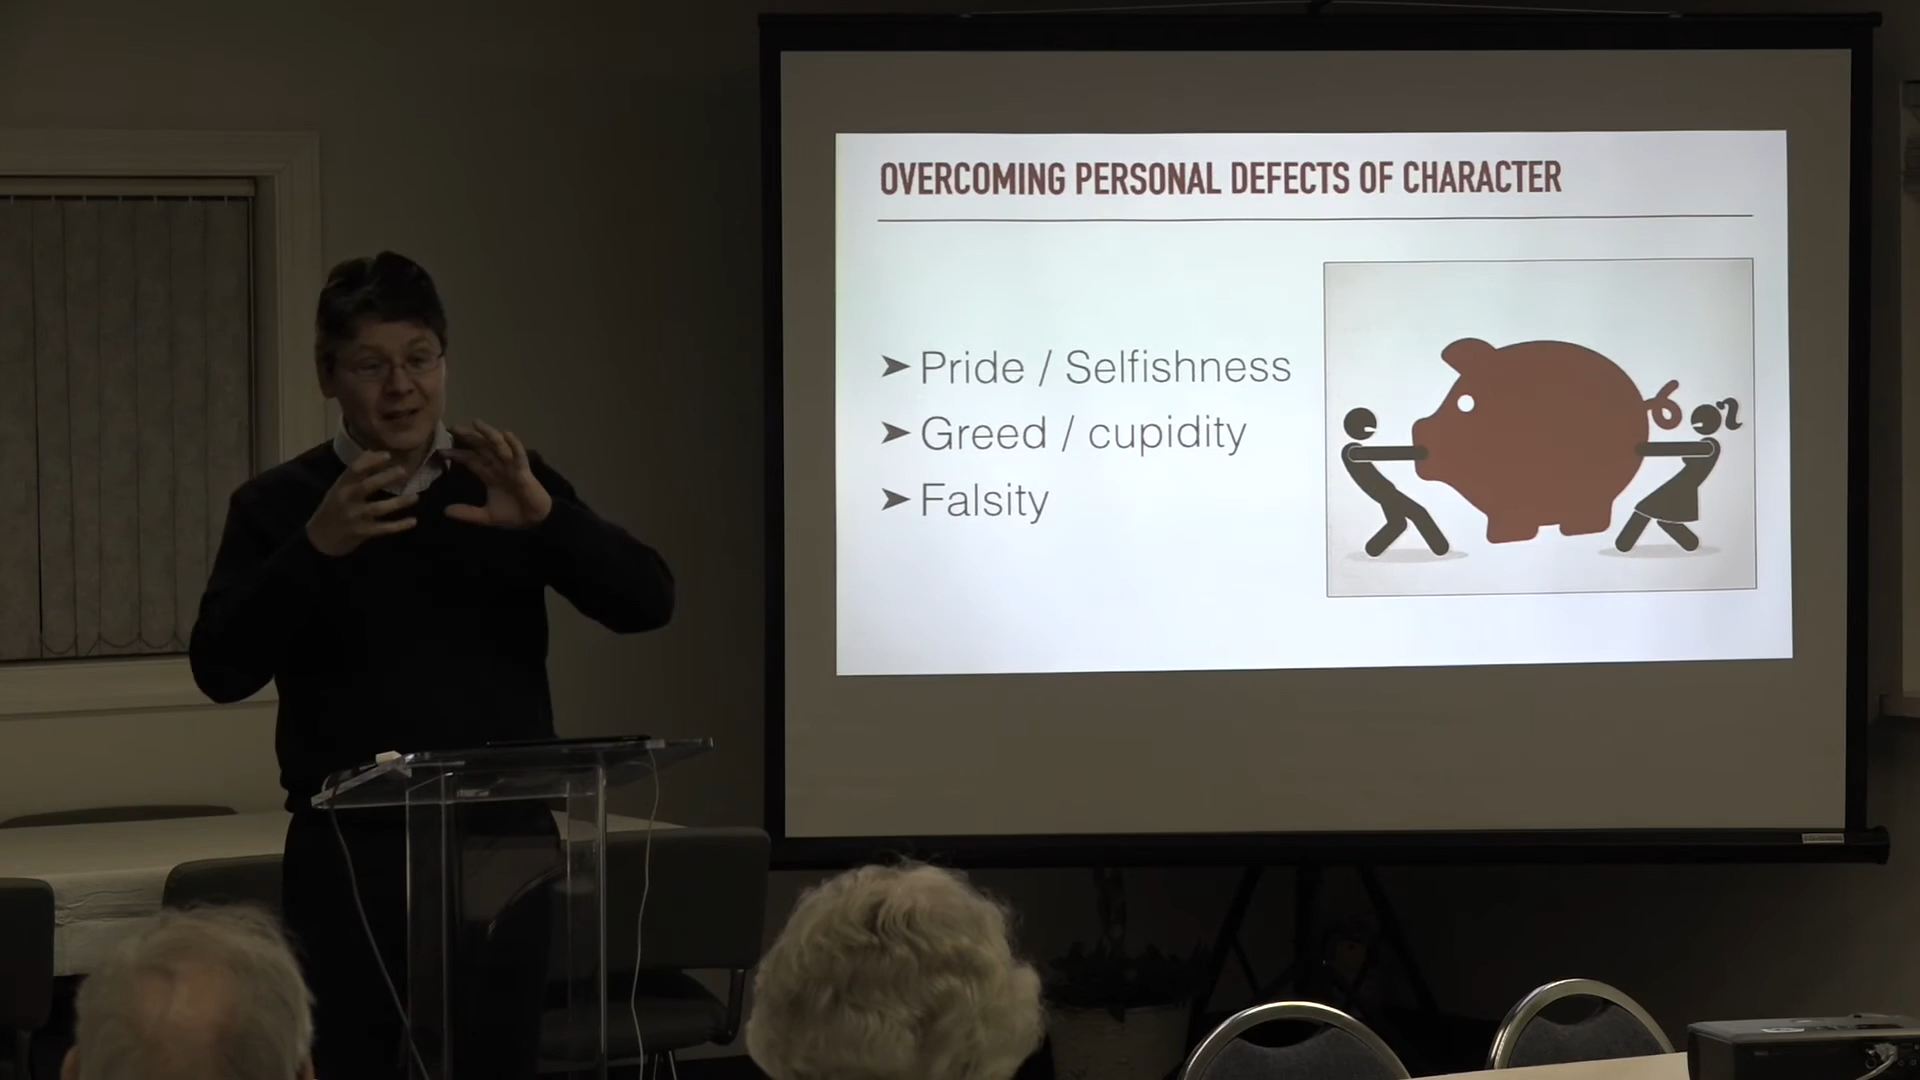 OVERCOMING PERSONAL DEFECTS OF CHARACTER
➤ Pride / Selfishness
➤ Greed / cupidity
➤ Falsity